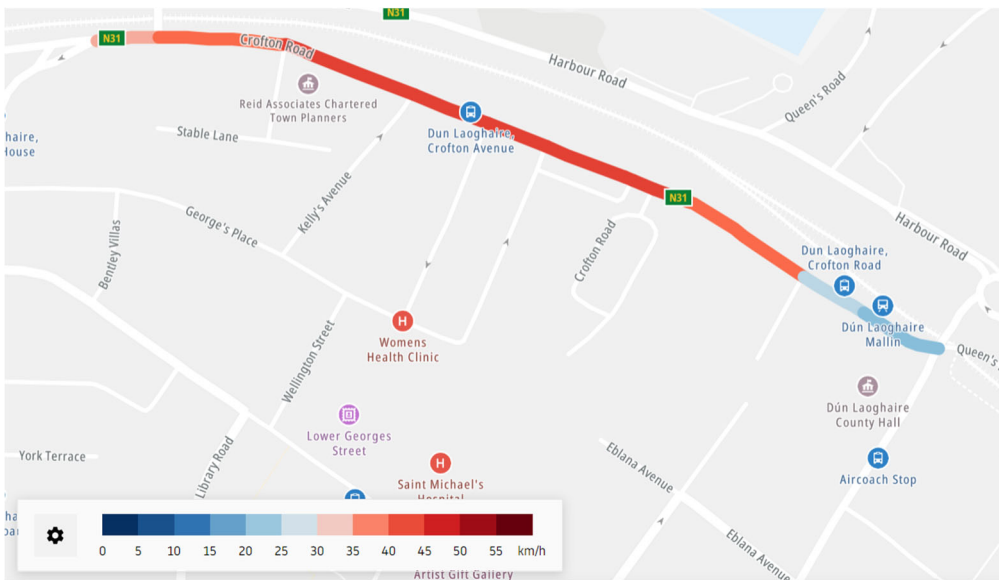 N31
N31
Crofton Road
Harbour Road
Queen's Road
Reid Associates Chartered
Town Planners
Stable Lane
haire,
House
Dun Laoghaire,
Crofton Avenue
N31
Kelly's Avenue
George's Place
Bentley Villas
Crofton Road
Harbour Road
Dun Laoghaire,
Crofton Road
Dún Laoghaire
Mallin
Queen's
Womens
Health Clinic
Wellington Street
Dún Laoghaire
County Hall
Lower Georges
Street
York Terrace
Library Road
Saint Michael's
Hospital
Eblana Avenue
Aircoach Stop
Eblana Avenue
0 5 10 15 20 25 30 35 40 45 50 55 km/h
Artist Gift Gallery